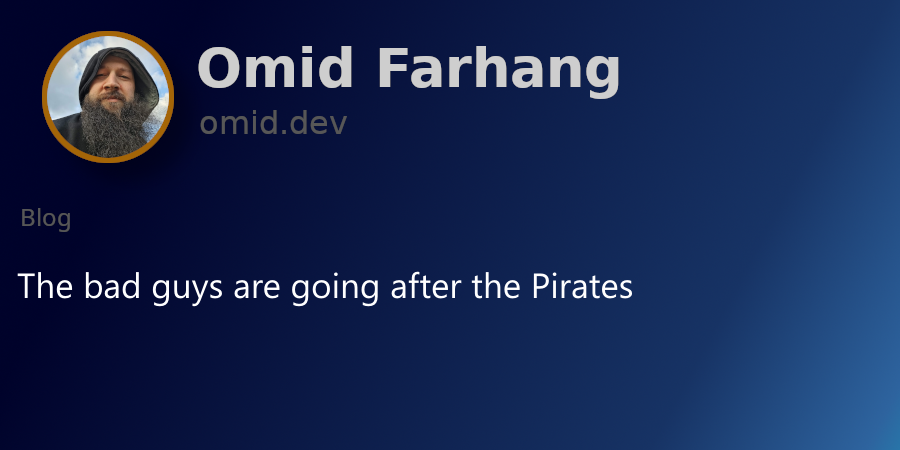 Omid Farhang
omid.dev
Blog
The bad guys are going after the Pirates